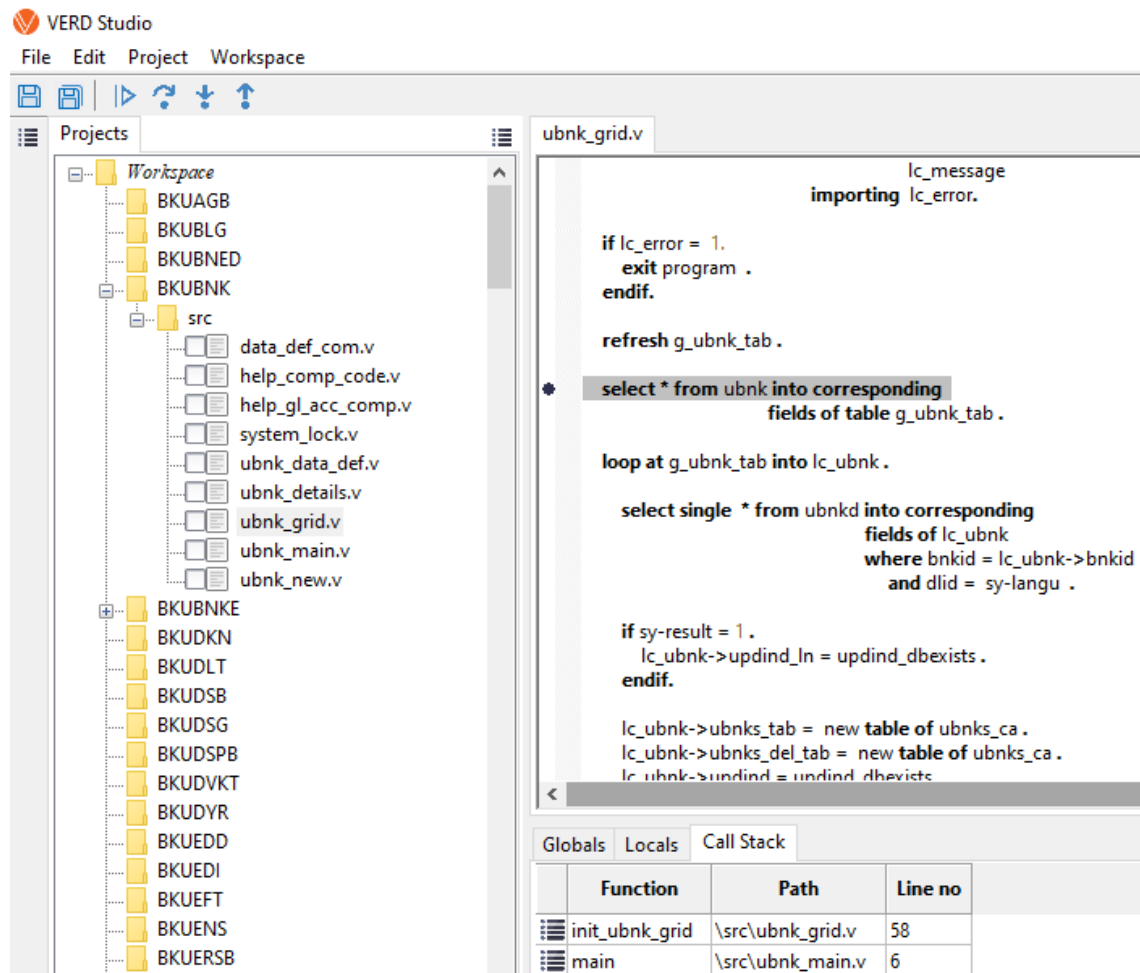 VERD Studio
File Edit Project Workspace
Projects
Workspace
BKUAGB
BKUBLG
BKUBNED
BKUBNK
src
data_def_com.v
help_comp_code.v
help_gl_acc_comp.v
system_lock.v
ubnk_data_def.v
ubnk_details.v
ubnk_grid.v
ubnk_main.v
ubnk_new.v
BKUBNKE
BKUDKN
BKUDLT
BKUDSB
BKUDSG
BKUDSPB
BKUDVKT
BKUDYR
BKUEDD
BKUEDI
BKUEFT
BKUENS
BKUERSB
ubnk_grid.v
lc_message
importing lc_error.
if lc_error = 1.
exit program .
endif.
refresh g_ubnk_tab .
select * from ubnk into corresponding
fields of table g_ubnk_tab .
loop at g_ubnk_tab into lc_ubnk .
select single * from ubnkd into corresponding
fields of lc_ubnk
where bnkid = lc_ubnk->bnkid
and dlid = sy-langu .
if sy-result = 1 .
lc_ubnk->updind_ln = updind_dbexists .
endif.
lc_ubnk->ubnks_tab = new table of ubnks_ca .
lc_ubnk->ubnks_del_tab = new table of ubnks_ca .
lc_ubnk->updind = updind_dbexists
Globals Locals Call Stack
Function Path Line no
init_ubnk_grid \src\ubnk_grid.v 58
main \src\ubnk_main.v 6